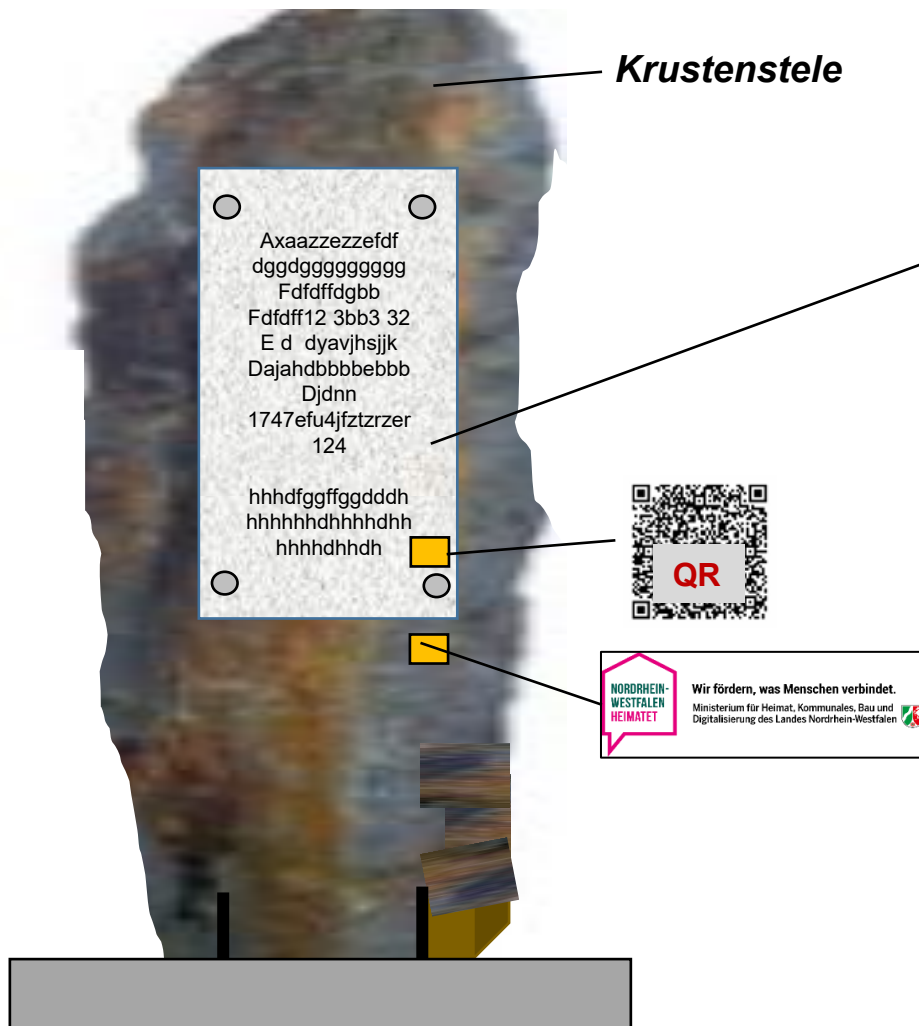 Krustenstele
Axaazzezzefdf
dggdggggggggg
Fdfdffdgbb
Fdfdff12 3bb3 32
E d  dyavjhsjjk
Dajahdbbbbebbb
Djdnn
1747efu4jfztzrzer
124
hhhdfggffggdddh
hhhhhhdhhhhdhh
hhhhdhhdh
QR
NORDRHEIN-
WESTFALEN
HEIMATET
Wir fördern, was Menschen verbindet.
Ministerium für Heimat, Kommunales, Bau und
Digitalisierung des Landes Nordrhein-Westfalen